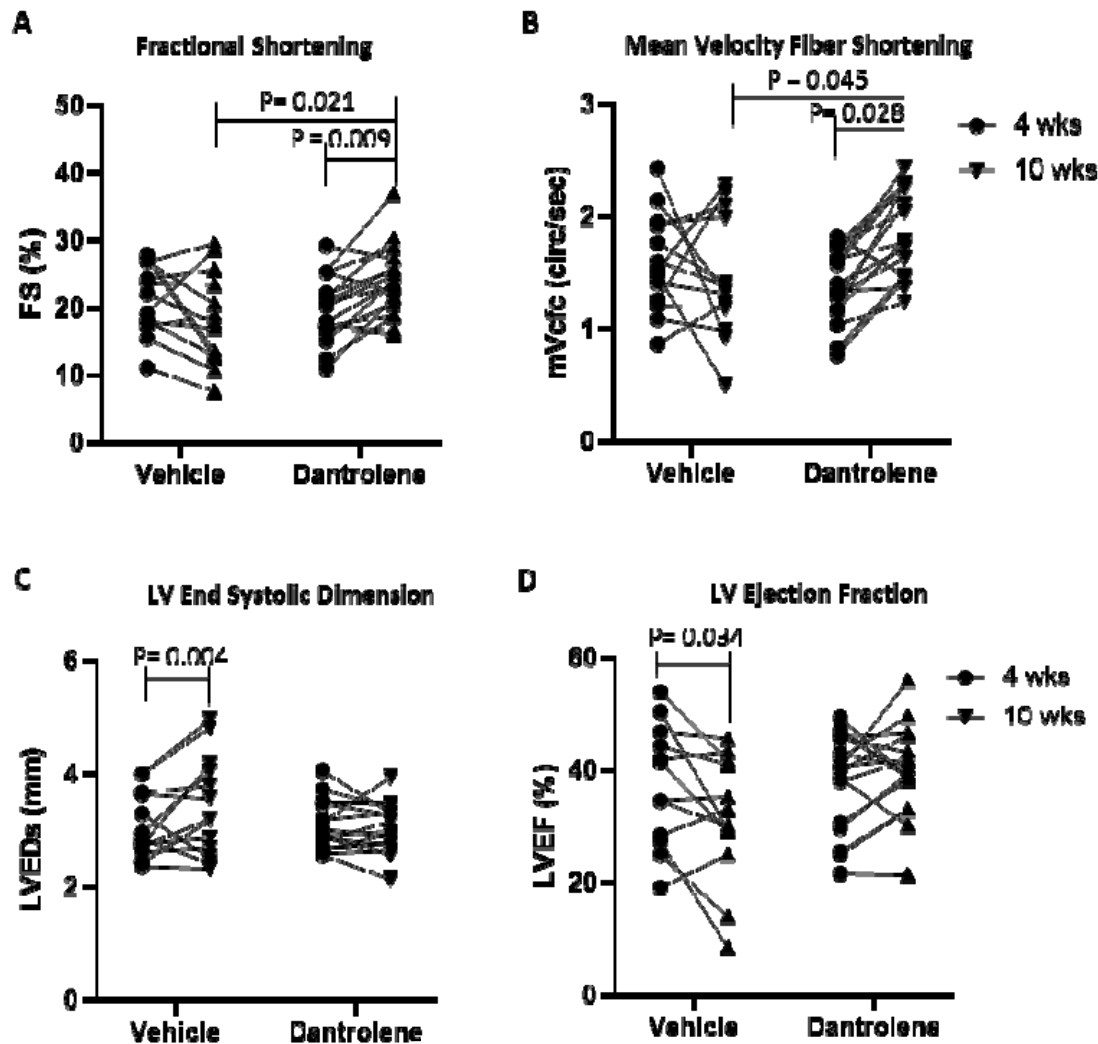 A
Fractional Shortening
P= 0.021
P = 0.009
50
40
30
20
10
0
FS (%)
Vehicle
Dantrolene
B
Mean Velocity Fiber Shortening
P – 0.045
P= 0.028
3
2
1
0
mVcfc (circ/sec)
Vehicle
Dantrolene
4 wks
10 wks
C
LV End Systolic Dimension
P= 0.004
6
4
2
0
LVEDs (mm)
Vehicle
Dantrolene
D
LV Ejection Fraction
P= 0.034
60
40
20
0
LVEF (%)
Vehicle
Dantrolene
4 wks
10 wks